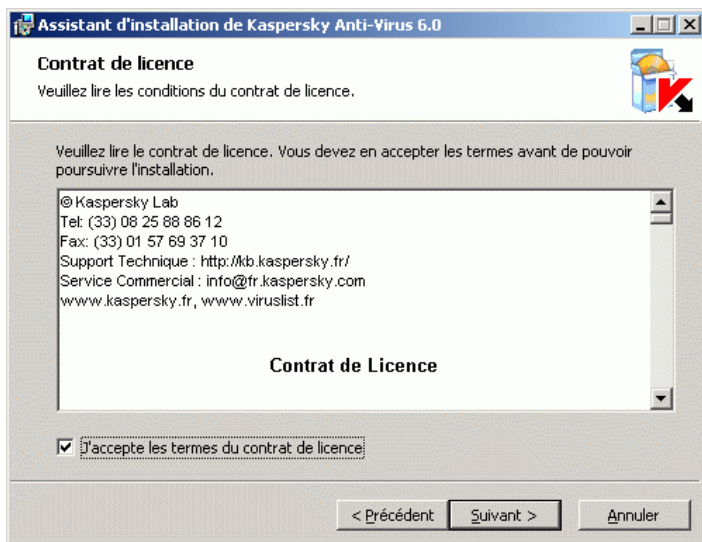 Assistant d'installation de Kaspersky Anti-Virus 6.0
Contrat de licence
Veuillez lire les conditions du contrat de licence.
Veuillez lire le contrat de licence. Vous devez en accepter les termes avant de pouvoir
poursuivre l'installation.
© Kaspersky Lab
Tel: (33) 08 25 88 86 12
Fax: (33) 01 57 69 37 10
Support Technique : http://kb.kaspersky.fr/
Service Commercial : info@fr.kaspersky.com
www.kaspersky.fr, www.viruslist.fr
Contrat de Licence
J'accepte les termes du contrat de licence
< Précédent Suivant > Annuler